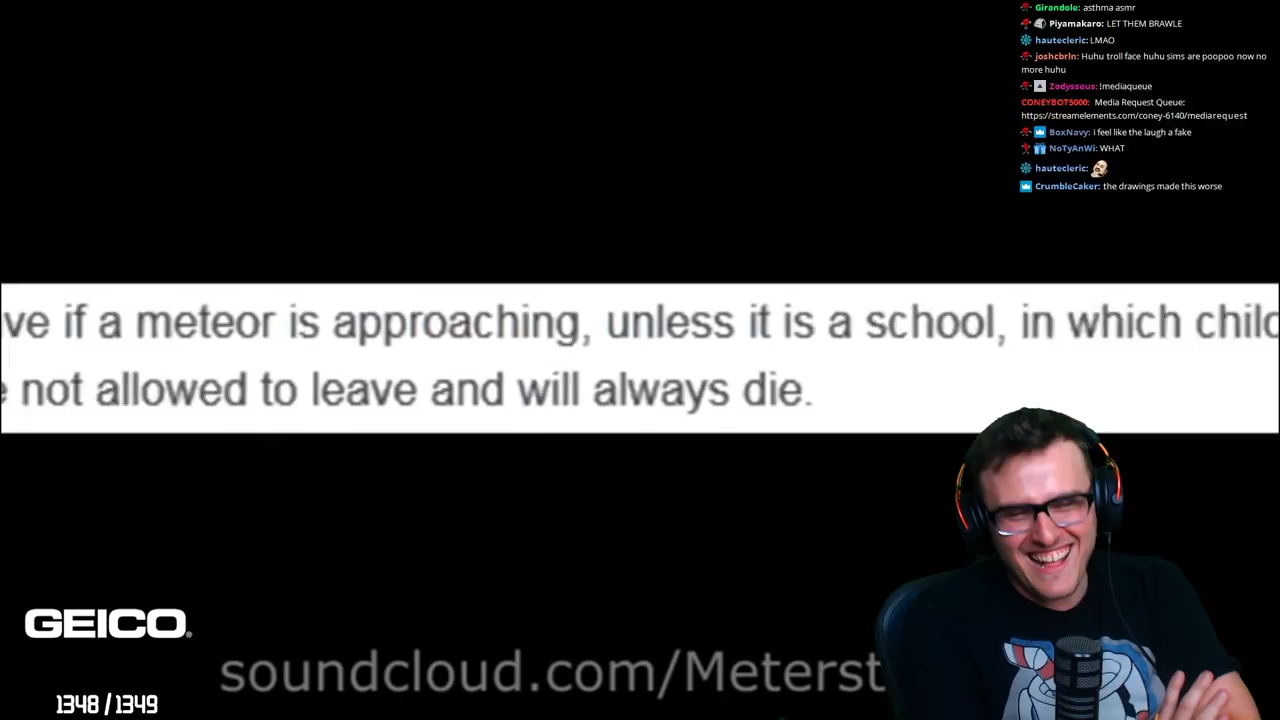 Girandole: asthma asmr
Piyamakaro: LET THEM BRAWLE
hautecleric: LMAO
joshcbrln: Huhu troll face huhu sims are poopoo now no
more huhu
Zodysseus: !mediaqueue
CONEYBOT5000: Media Request Queue:
https://streamelements.com/coney-6140/mediarequest
BoxNavy: i feel like the laugh a fake
NoTyAnWi: WHAT
hautecleric:
CrumbleCaker: the drawings made this worse
ve if a meteor is approaching, unless it is a school, in which chilc
e not allowed to leave and will always die.
GEICO
soundcloud.com/Meterst
1348 / 1349